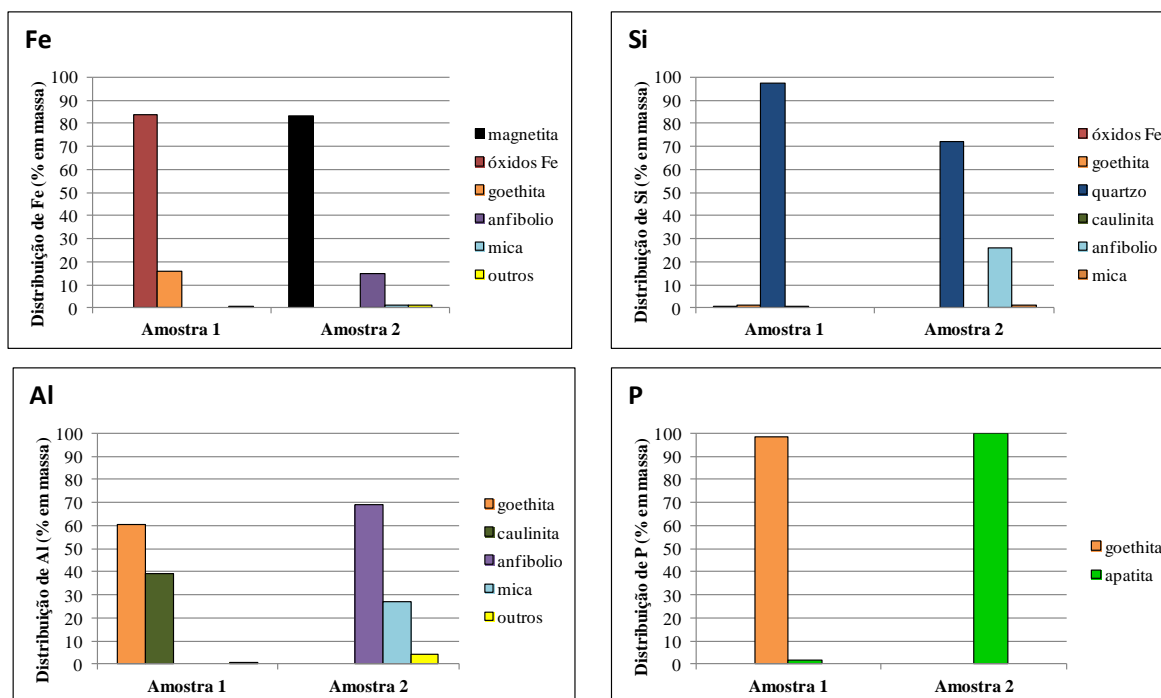 Fe
Distribuição de Fe (% em massa)
100
90
80
70
60
50
40
30
20
10
0
Amostra 1
Amostra 2
magnetita
óxidos Fe
goethita
anfibolio
mica
outros
Si
Distribuição de Si (% em massa)
100
90
80
70
60
50
40
30
20
10
0
Amostra 1
Amostra 2
óxidos Fe
goethita
quartzo
caulinita
anfibolio
mica
Al
Distribuição de Al (% em massa)
100
90
80
70
60
50
40
30
20
10
0
Amostra 1
Amostra 2
goethita
caulinita
anfibolio
mica
outros
P
Distribuição de P (% em massa)
100
90
80
70
60
50
40
30
20
10
0
Amostra 1
Amostra 2
goethita
apatita